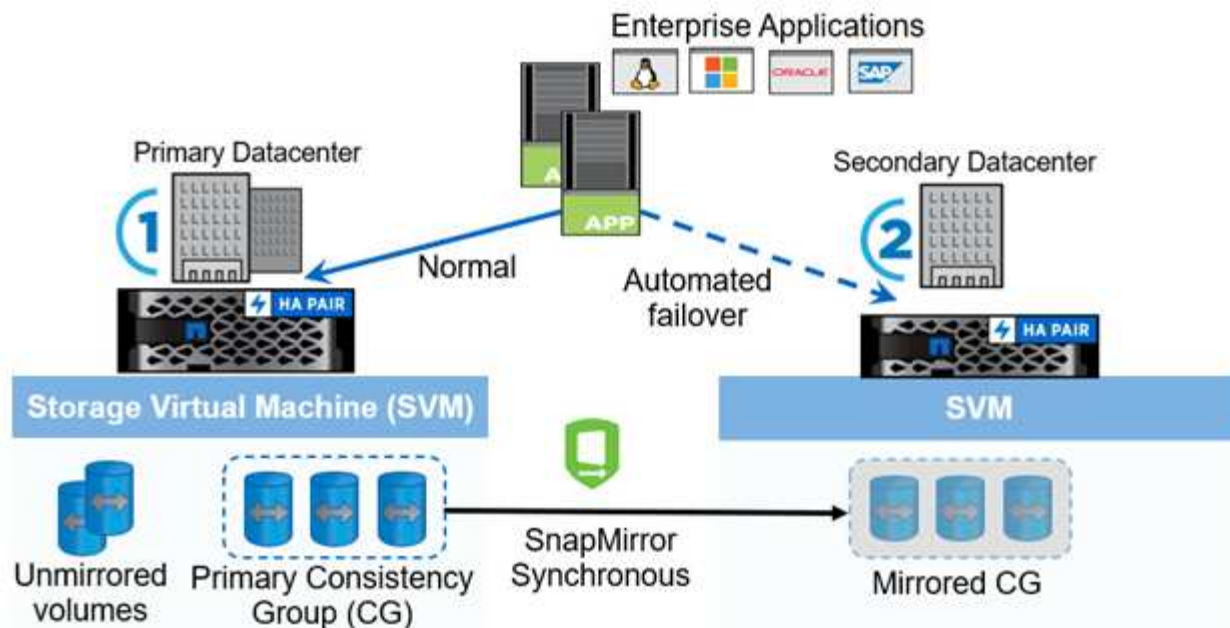 Enterprise Applications
ORACLE
SAP
Primary Datacenter
Secondary Datacenter
1
A
APP
2
Normal
Automated
failover
HA PAIR
HA PAIR
Storage Virtual Machine (SVM)
SVM
Unmirrored
volumes
Primary Consistency
Group (CG)
SnapMirror
Synchronous
Mirrored CG